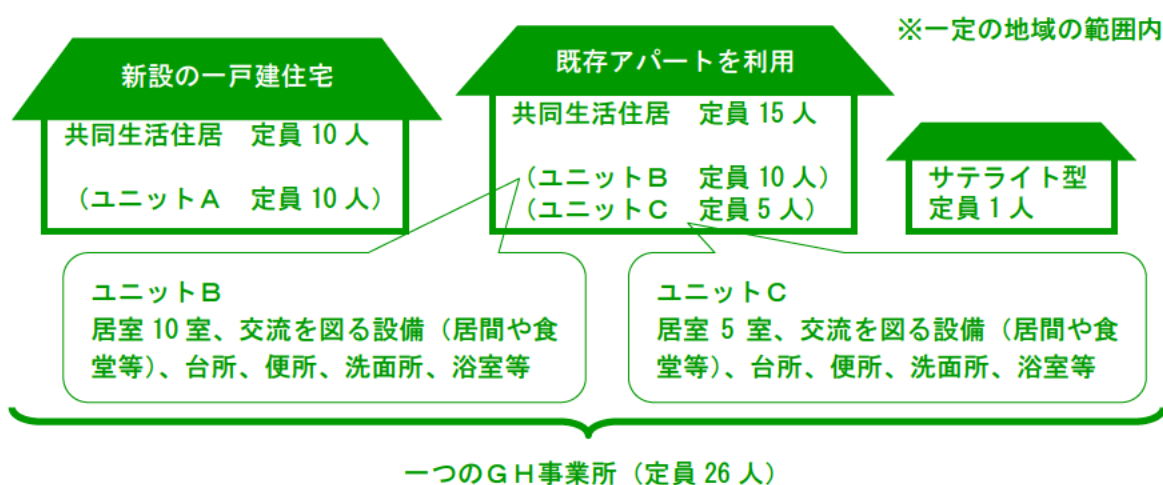 ※一定の地域の範囲内
新設の一戸建住宅
共同生活住居　定員 10 人
（ユニットＡ　定員 10 人）
既存アパートを利用
共同生活住居　定員 15 人
（ユニットＢ　定員 10 人）
（ユニットＣ　定員 5 人）
サテライト型
定員 1 人
ユニットＢ
居室 10 室、交流を図る設備（居間や食
堂等）、台所、便所、洗面所、浴室等
ユニットＣ
居室 5 室、交流を図る設備（居間や食
堂等）、台所、便所、洗面所、浴室等
一つのＧＨ事業所（定員 26 人）